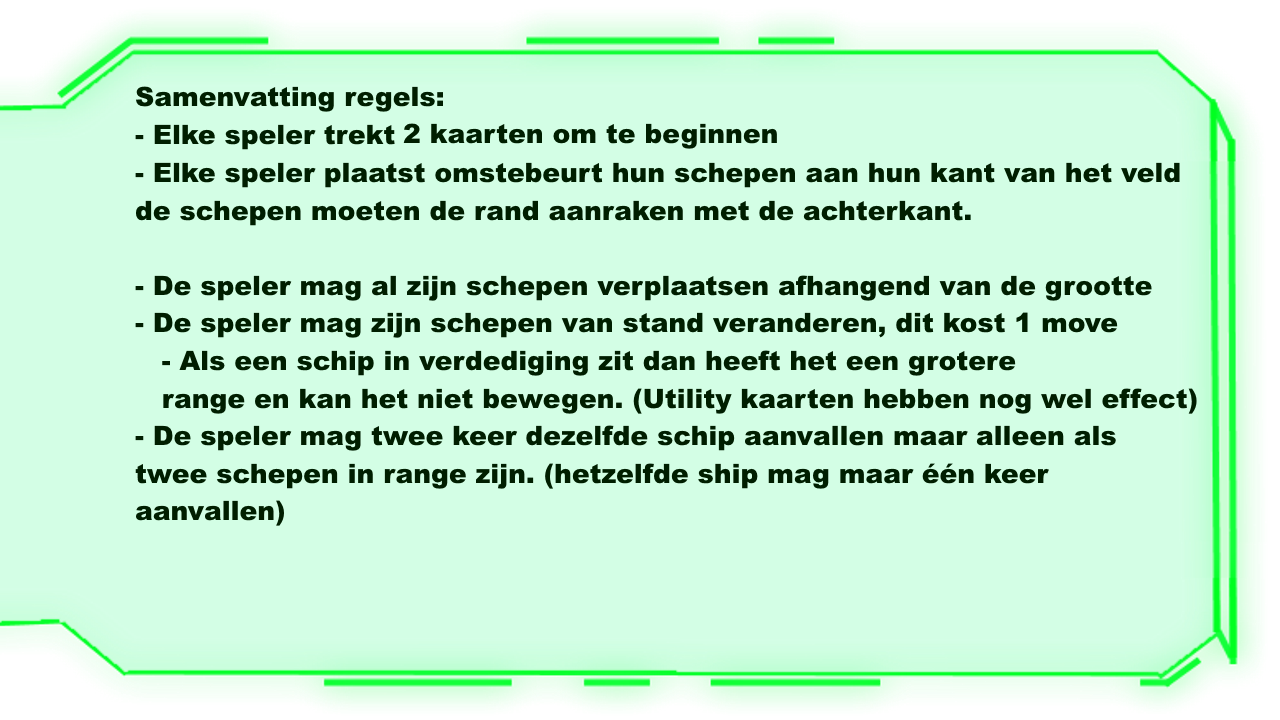 Samenvatting regels:
- Elke speler trekt 2 kaarten om te beginnen
- Elke speler plaatst omstebeurt hun schepen aan hun kant van het veld
de schepen moeten de rand aanraken met de achterkant.
- De speler mag al zijn schepen verplaatsen afhangend van de grootte
- De speler mag zijn schepen van stand veranderen, dit kost 1 move
- Als een schip in verdediging zit dan heeft het een grotere
range en kan het niet bewegen. (Utility kaarten hebben nog wel effect)
- De speler mag twee keer dezelfde schip aanvallen maar alleen als
twee schepen in range zijn. (hetzelfde ship mag maar één keer
aanvallen)